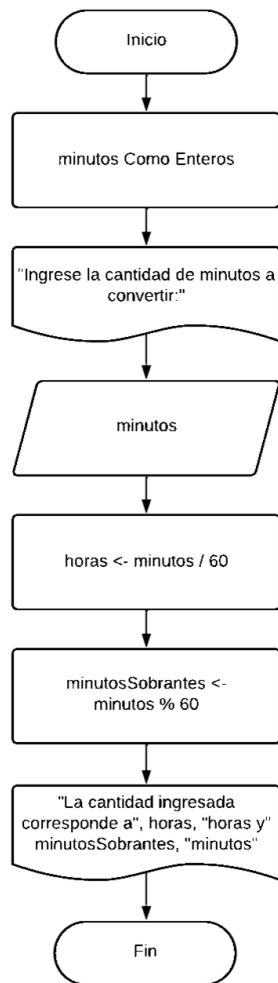 Inicio
minutos Como Enteros
"Ingrese la cantidad de minutos a
convertir:"
minutos
horas <- minutos / 60
minutosSobrantes <-
minutos % 60
"La cantidad ingresada
corresponde a", horas, "horas y"
minutosSobrantes, "minutos"
Fin